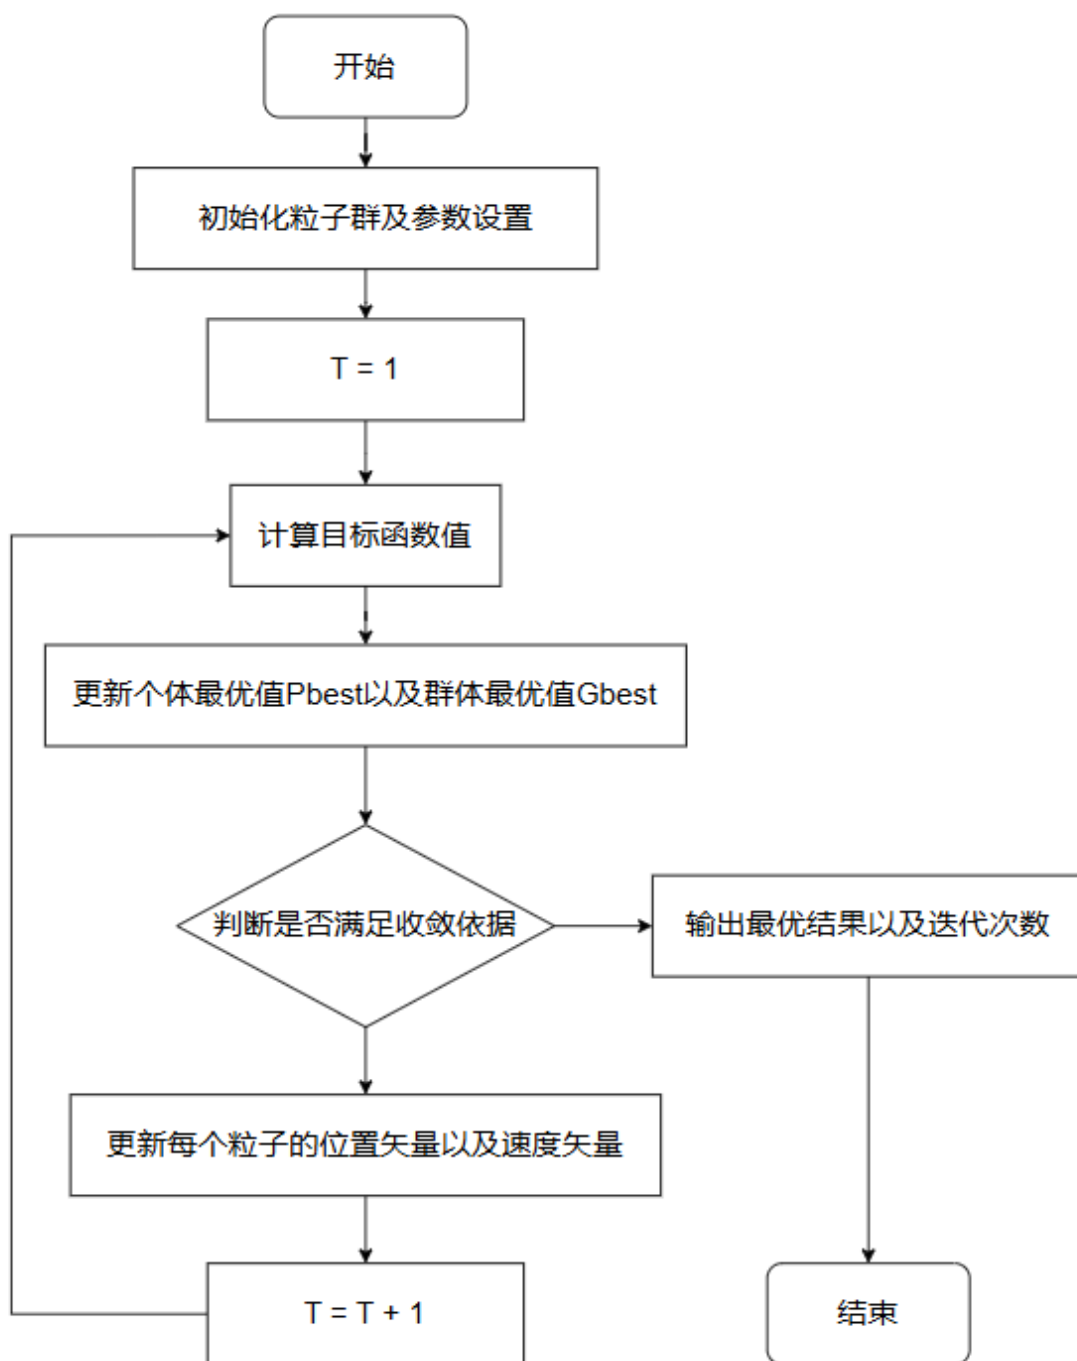 开始
初始化粒子群及参数设置
T = 1
计算目标函数值
更新个体最优值Pbest以及群体最优值Gbest
判断是否满足收敛依据
输出最优结果以及迭代次数
更新每个粒子的位置矢量以及速度矢量
T = T + 1
结束